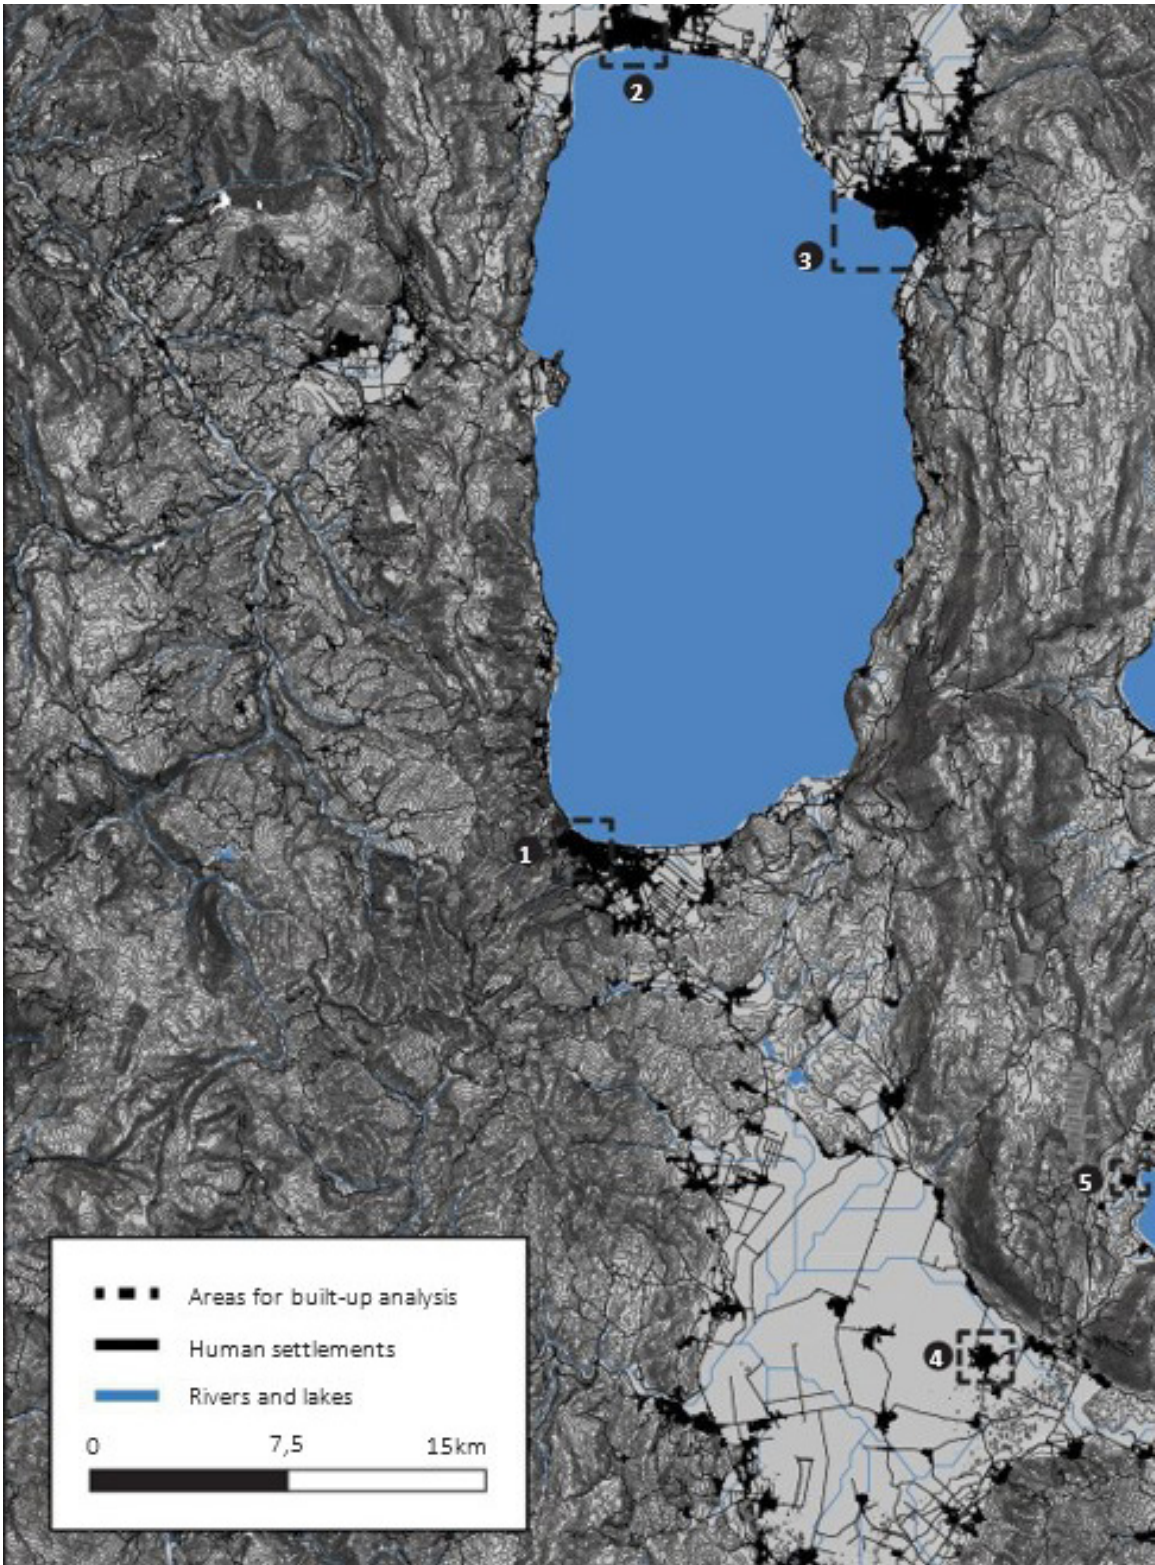 2
3
1
5
4
Areas for built-up analysis
Human settlements
Rivers and lakes
0 7,5 15km